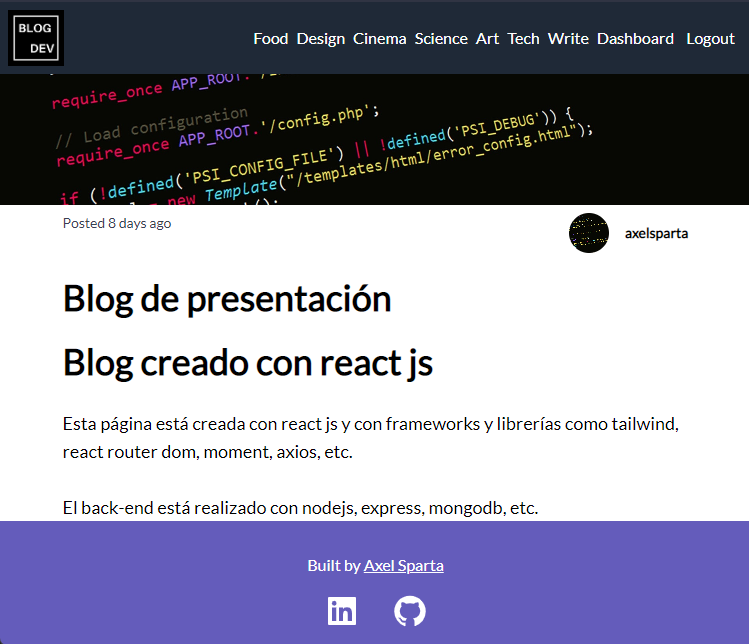 BLOG
DEV
Food Design Cinema Science Art Tech Write Dashboard Logout
require_once APP_ROOT.
// Load configuration
require_once APP_ROOT.'/config.php';
if (!defined('PSI_CONFIG_FILE') || !defined('PSI_DEBUG')) {
new Template("/templates/html/error_config.html");
Posted 8 days ago
axelsparta
Blog de presentación
Blog creado con react js
Esta página está creada con react js y con frameworks y librerías como tailwind,
react router dom, moment, axios, etc.
El back-end está realizado con nodejs, express, mongodb, etc.
Built by Axel Sparta
in